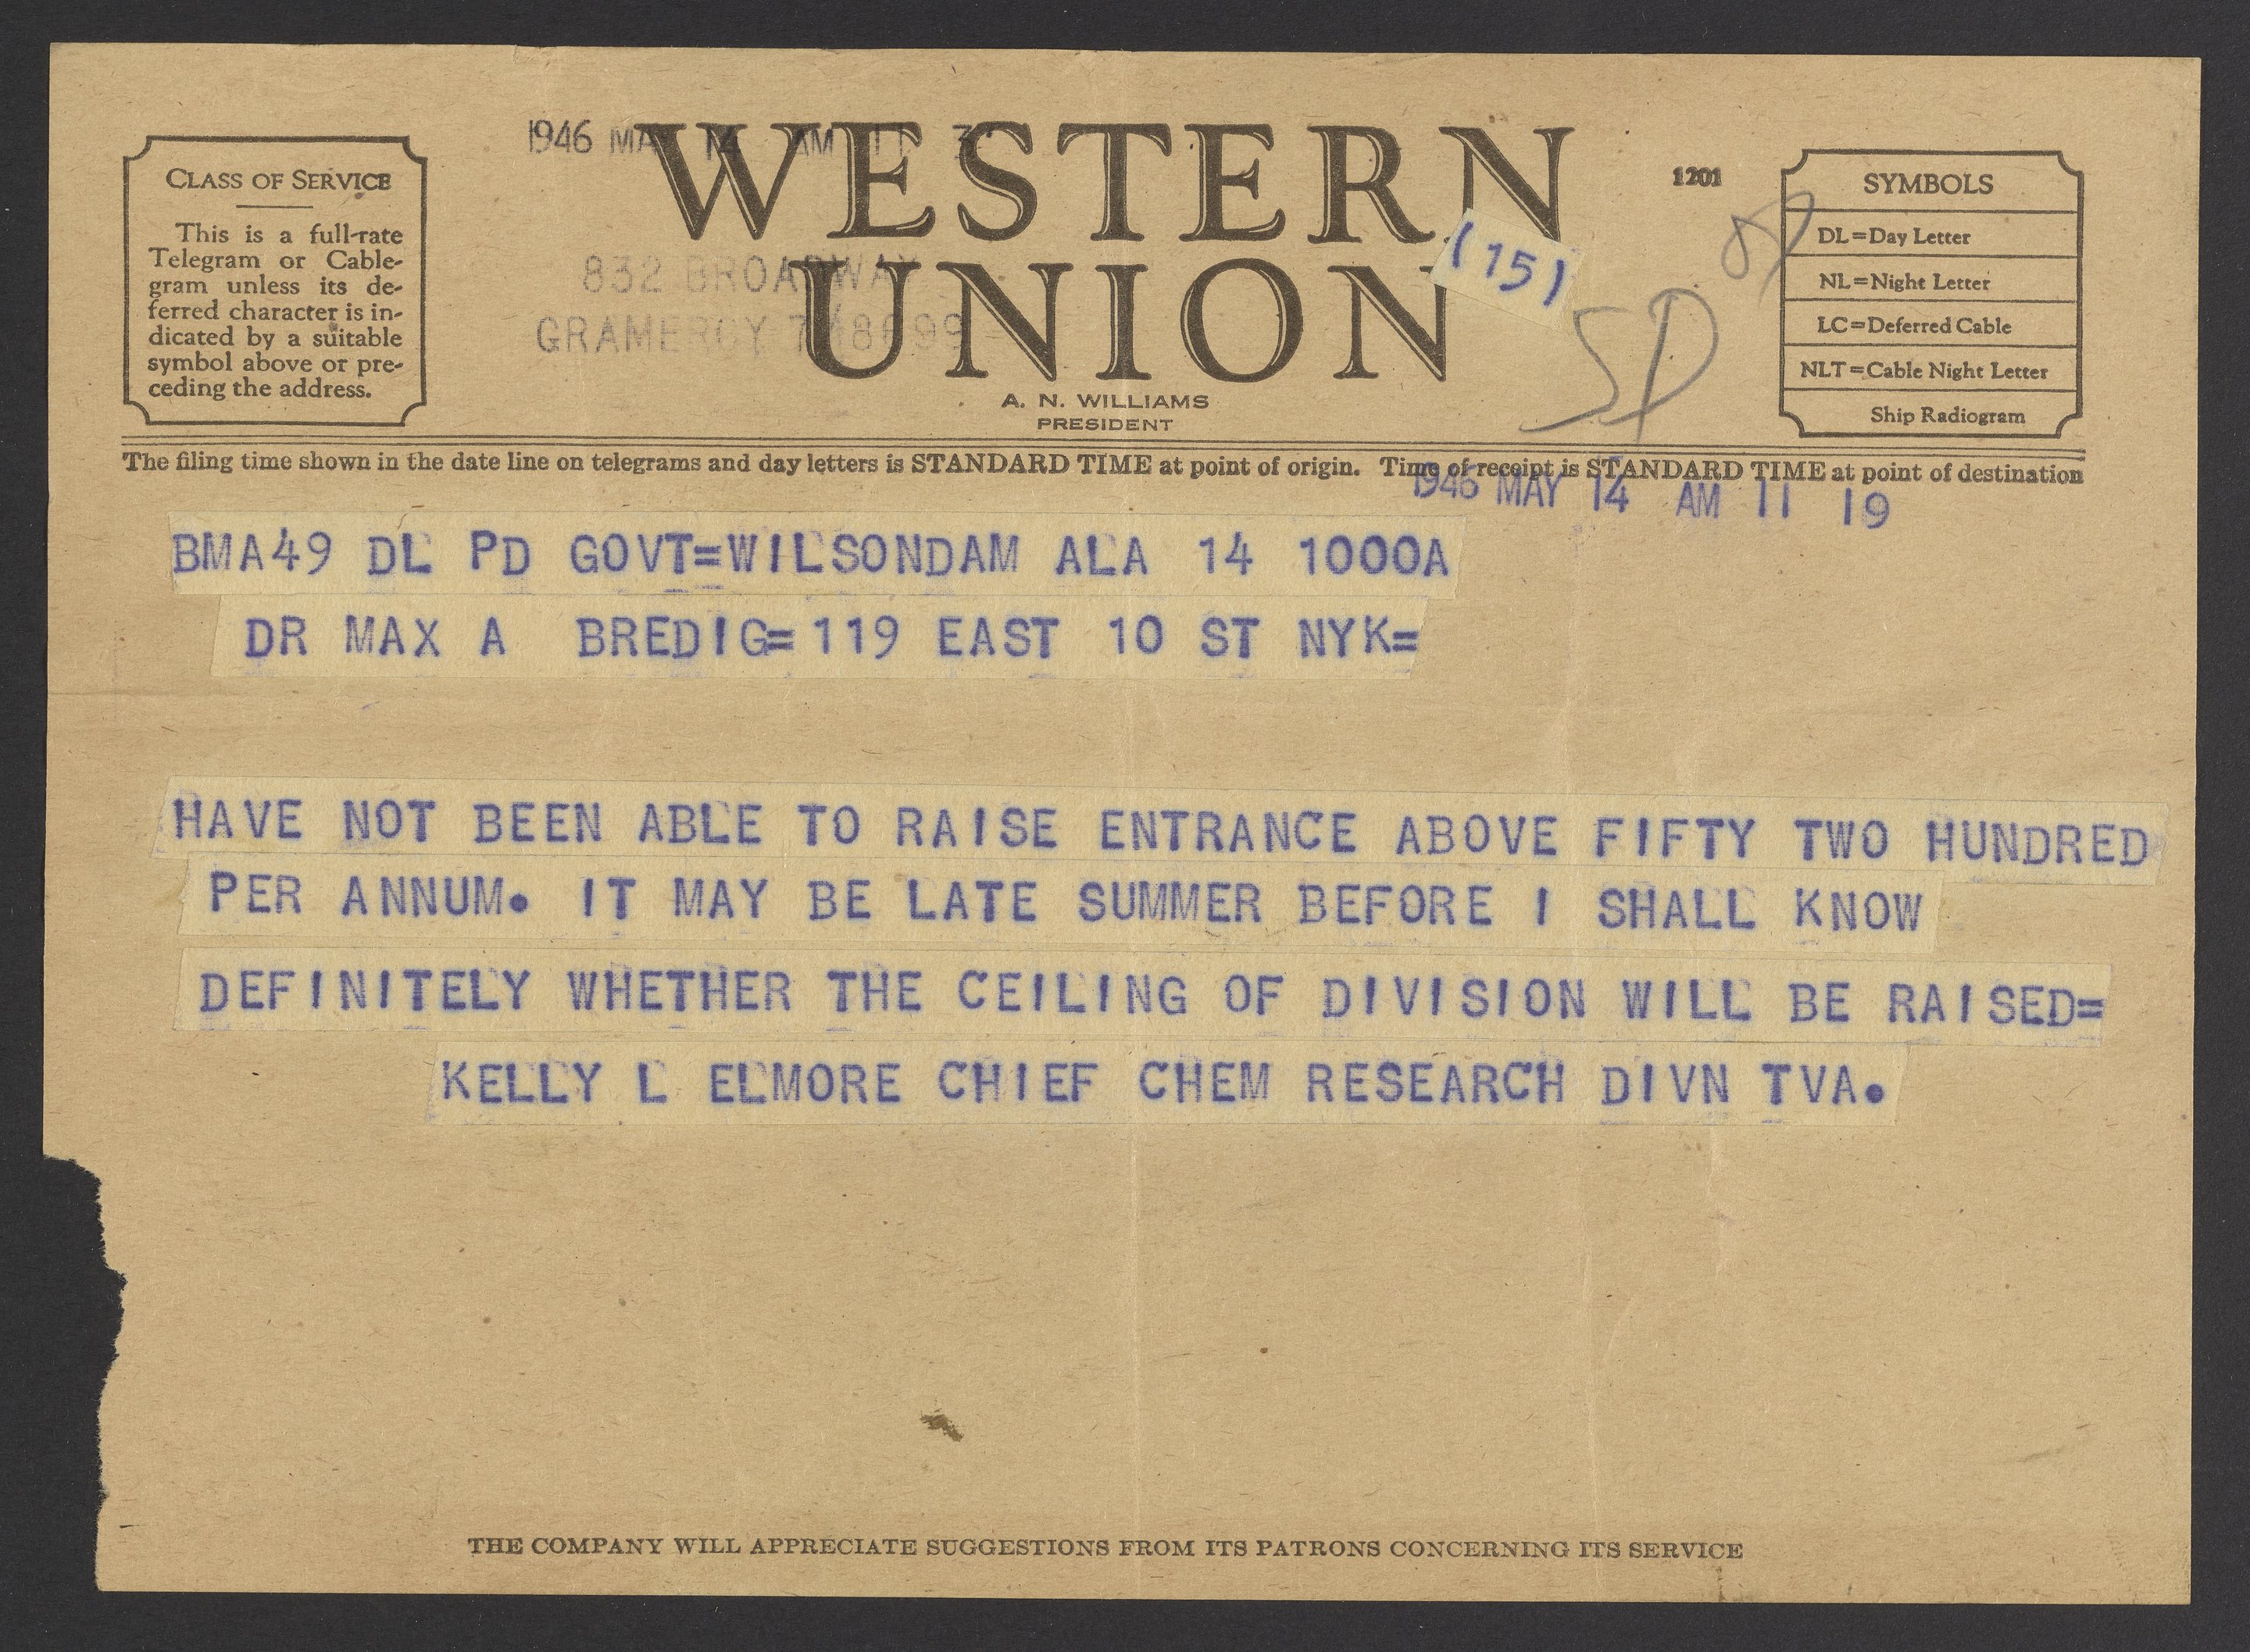 CLASS OF SERVICE
This is a full-rate
Telegram or Cable-
gram unless its de-
ferred character is in-
dicated by a suitable
symbol above or pre-
ceding the address.
1946 MAY 14 AM 11
WESTERN
UNION
832 BROADWAY
GRAMERCY
(15)
A. N. WILLIAMS
PRESIDENT
1201
SYMBOLS
DL=Day Letter
NL=Night Letter
LC=Deferred Cable
NLT=Cable Night Letter
Ship Radiogram
The filing time shown in the date line on telegrams and day letters is STANDARD TIME at point of origin. Time of receipt is STANDARD TIME at point of destination
1946 MAY 14 AM 11 19
BMA49 DL PD GOVT=WILSONDAM ALA 14 1000A
DR MAX A BREDIG=119 EAST 10 ST NYK=
HAVE NOT BEEN ABLE TO RAISE ENTRANCE ABOVE FIFTY TWO HUNDRED
PER ANNUM. IT MAY BE LATE SUMMER BEFORE I SHALL KNOW
DEFINITELY WHETHER THE CEILING OF DIVISION WILL BE RAISED=
KELLY L ELMORE CHIEF CHEM RESEARCH DIVN TVA.
THE COMPANY WILL APPRECIATE SUGGESTIONS FROM ITS PATRONS CONCERNING ITS SERVICE